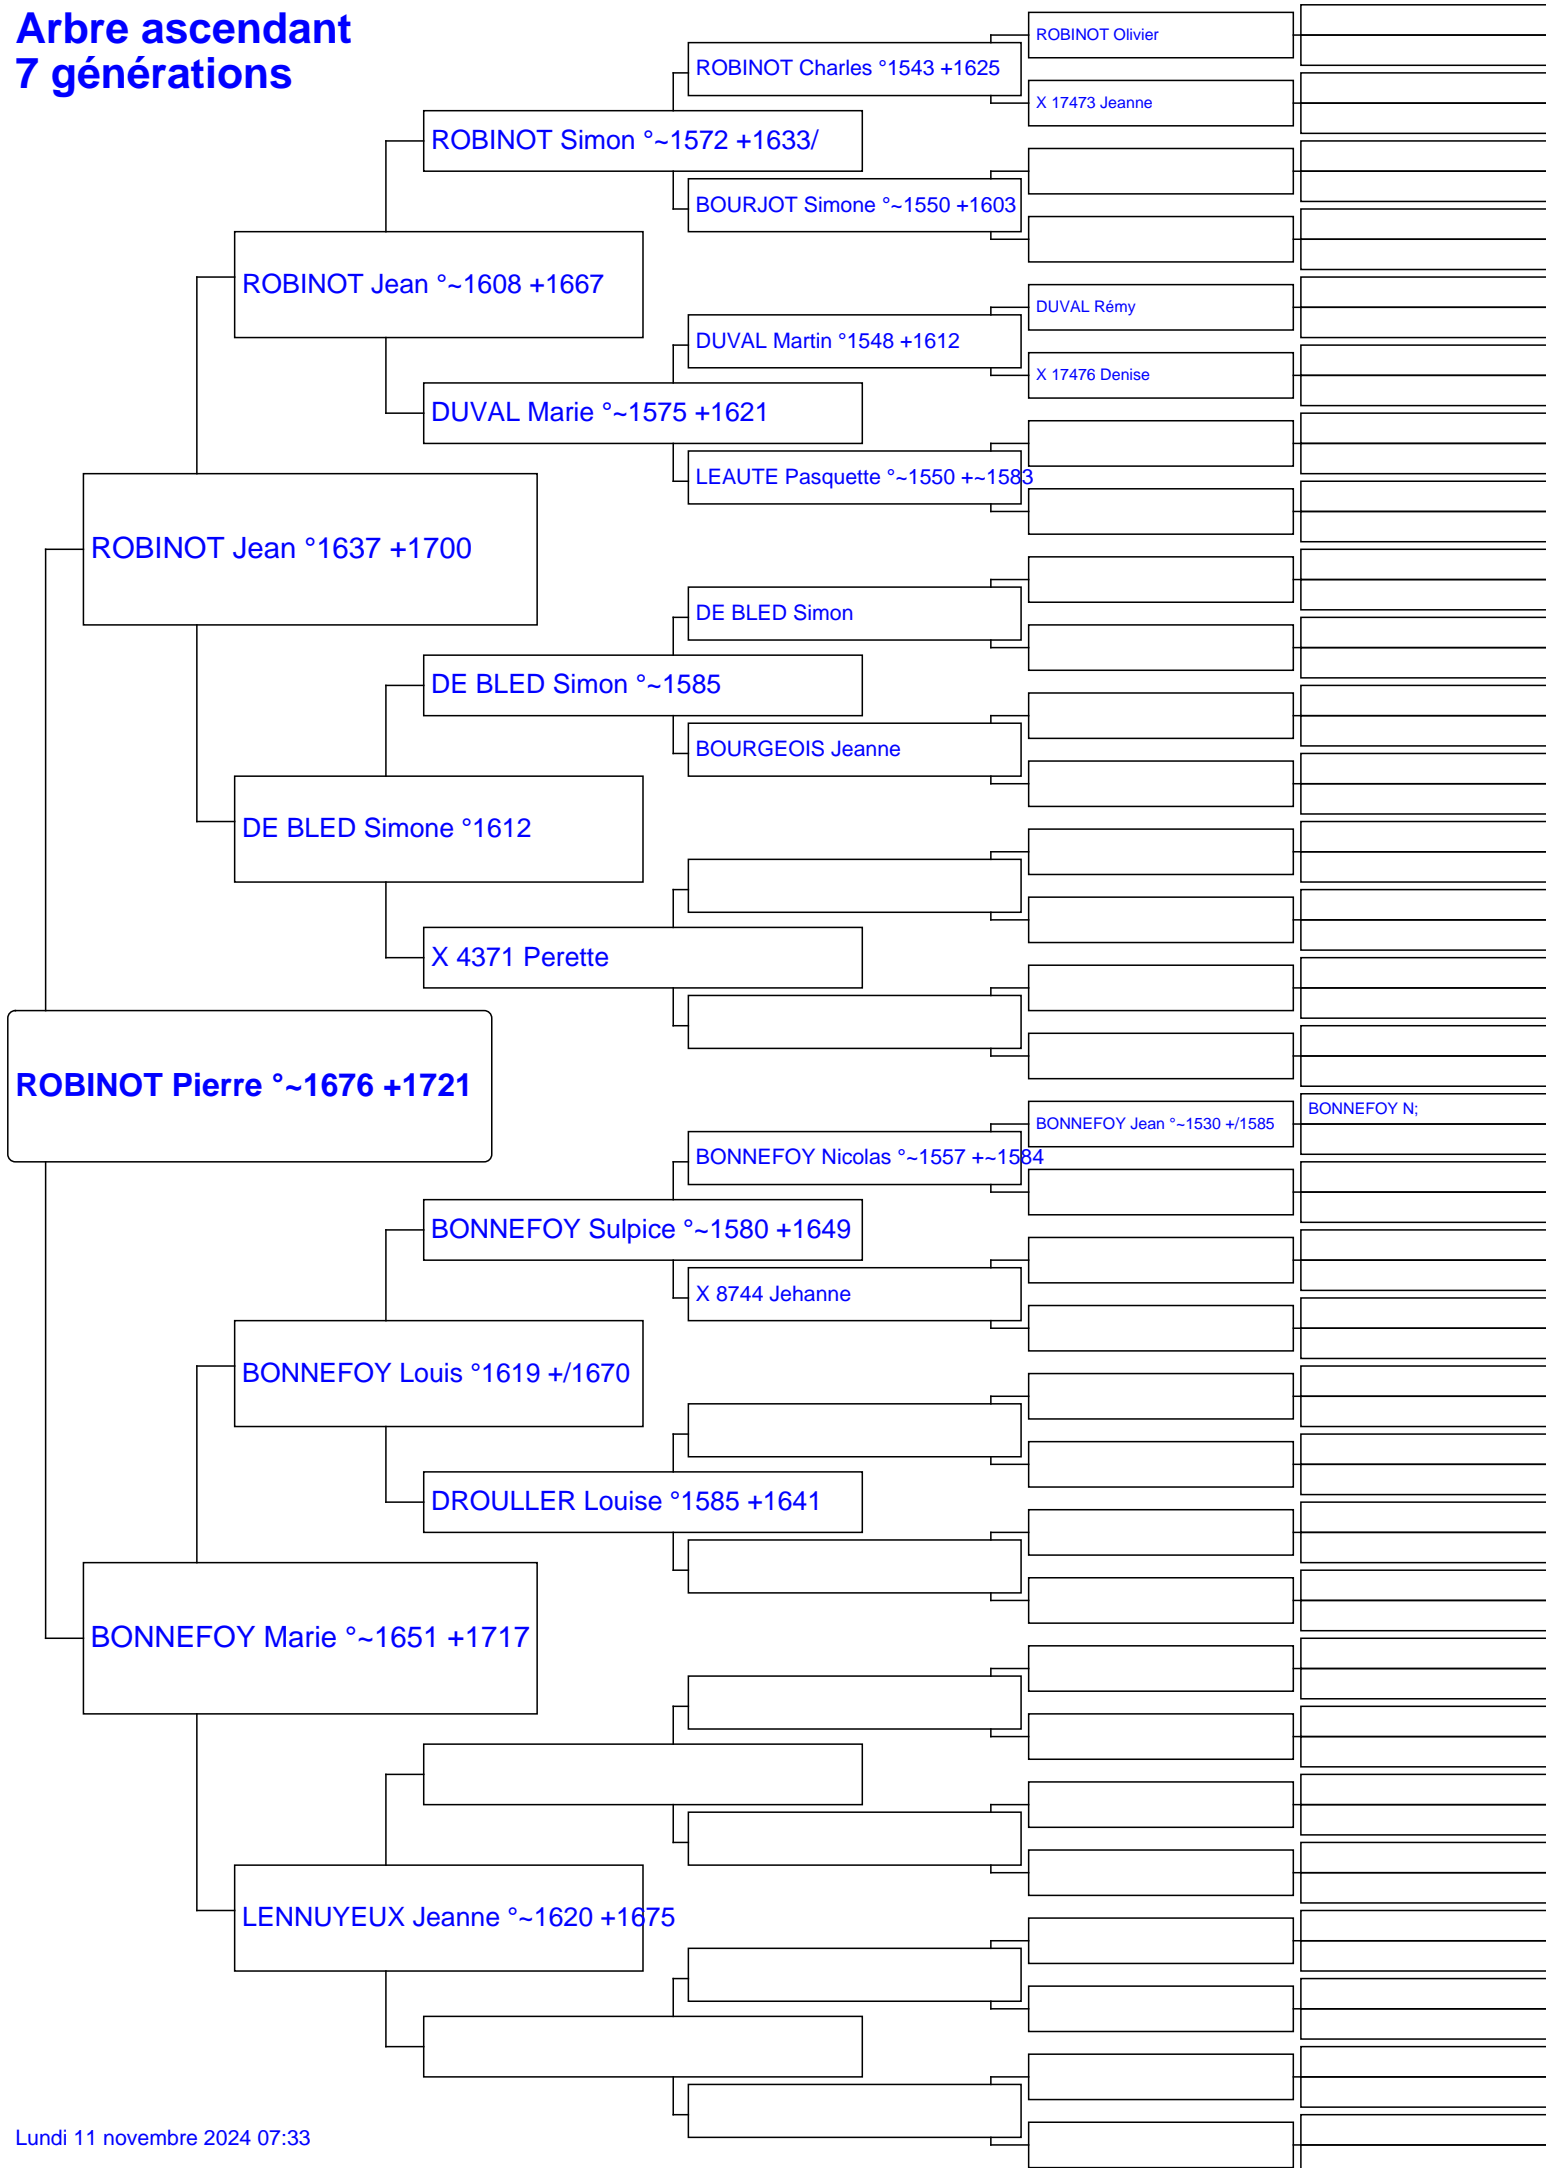 Arbre ascendant
7 générations
ROBINOT Olivier
ROBINOT Charles °1543 +1625
X 17473 Jeanne
ROBINOT Simon °~1572 +1633/
BOURJOT Simone °~1550 +1603
ROBINOT Jean °~1608 +1667
DUVAL Rémy
DUVAL Martin °1548 +1612
X 17476 Denise
DUVAL Marie °~1575 +1621
LEAUTE Pasquette °~1550 +~1583
ROBINOT Jean °1637 +1700
DE BLED Simon
DE BLED Simon °~1585
BOURGEOIS Jeanne
DE BLED Simone °1612
X 4371 Perette
ROBINOT Pierre °~1676 +1721
BONNEFOY N;
BONNEFOY Jean °~1530 +/1585
BONNEFOY Nicolas °~1557 +~1584
BONNEFOY Sulpice °~1580 +1649
X 8744 Jehanne
BONNEFOY Louis °1619 +/1670
DROULLER Louise °1585 +1641
BONNEFOY Marie °~1651 +1717
LENNUYEUX Jeanne °~1620 +1675
Lundi 11 novembre 2024 07:33